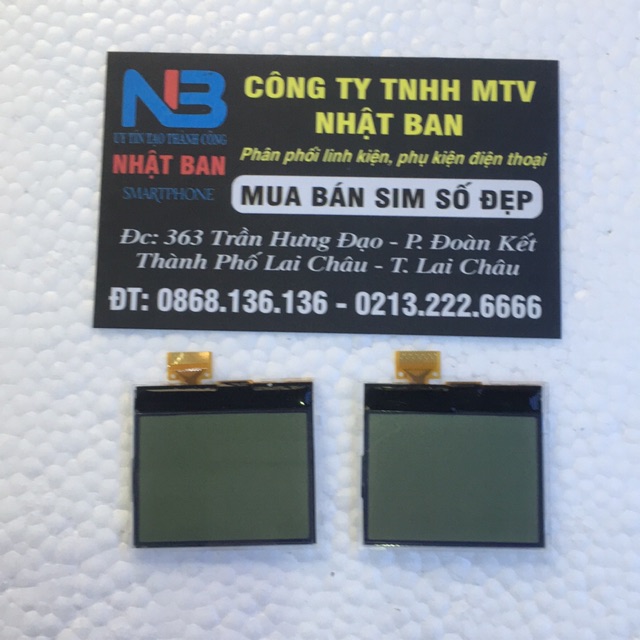 NB
UY TÍN TẠO THÀNH CÔNG
NHẬT BAN
SMARTPHONE
CÔNG TY TNHH MTV
NHẬT BAN
Phân phối linh kiện, phụ kiện điện thoại
MUA BÁN SIM SỐ ĐẸP
Đc: 363 Trần Hưng Đạo - P. Đoàn Kết
Thành Phố Lai Châu - T. Lai Châu
ĐT: 0868.136.136 - 0213.222.6666